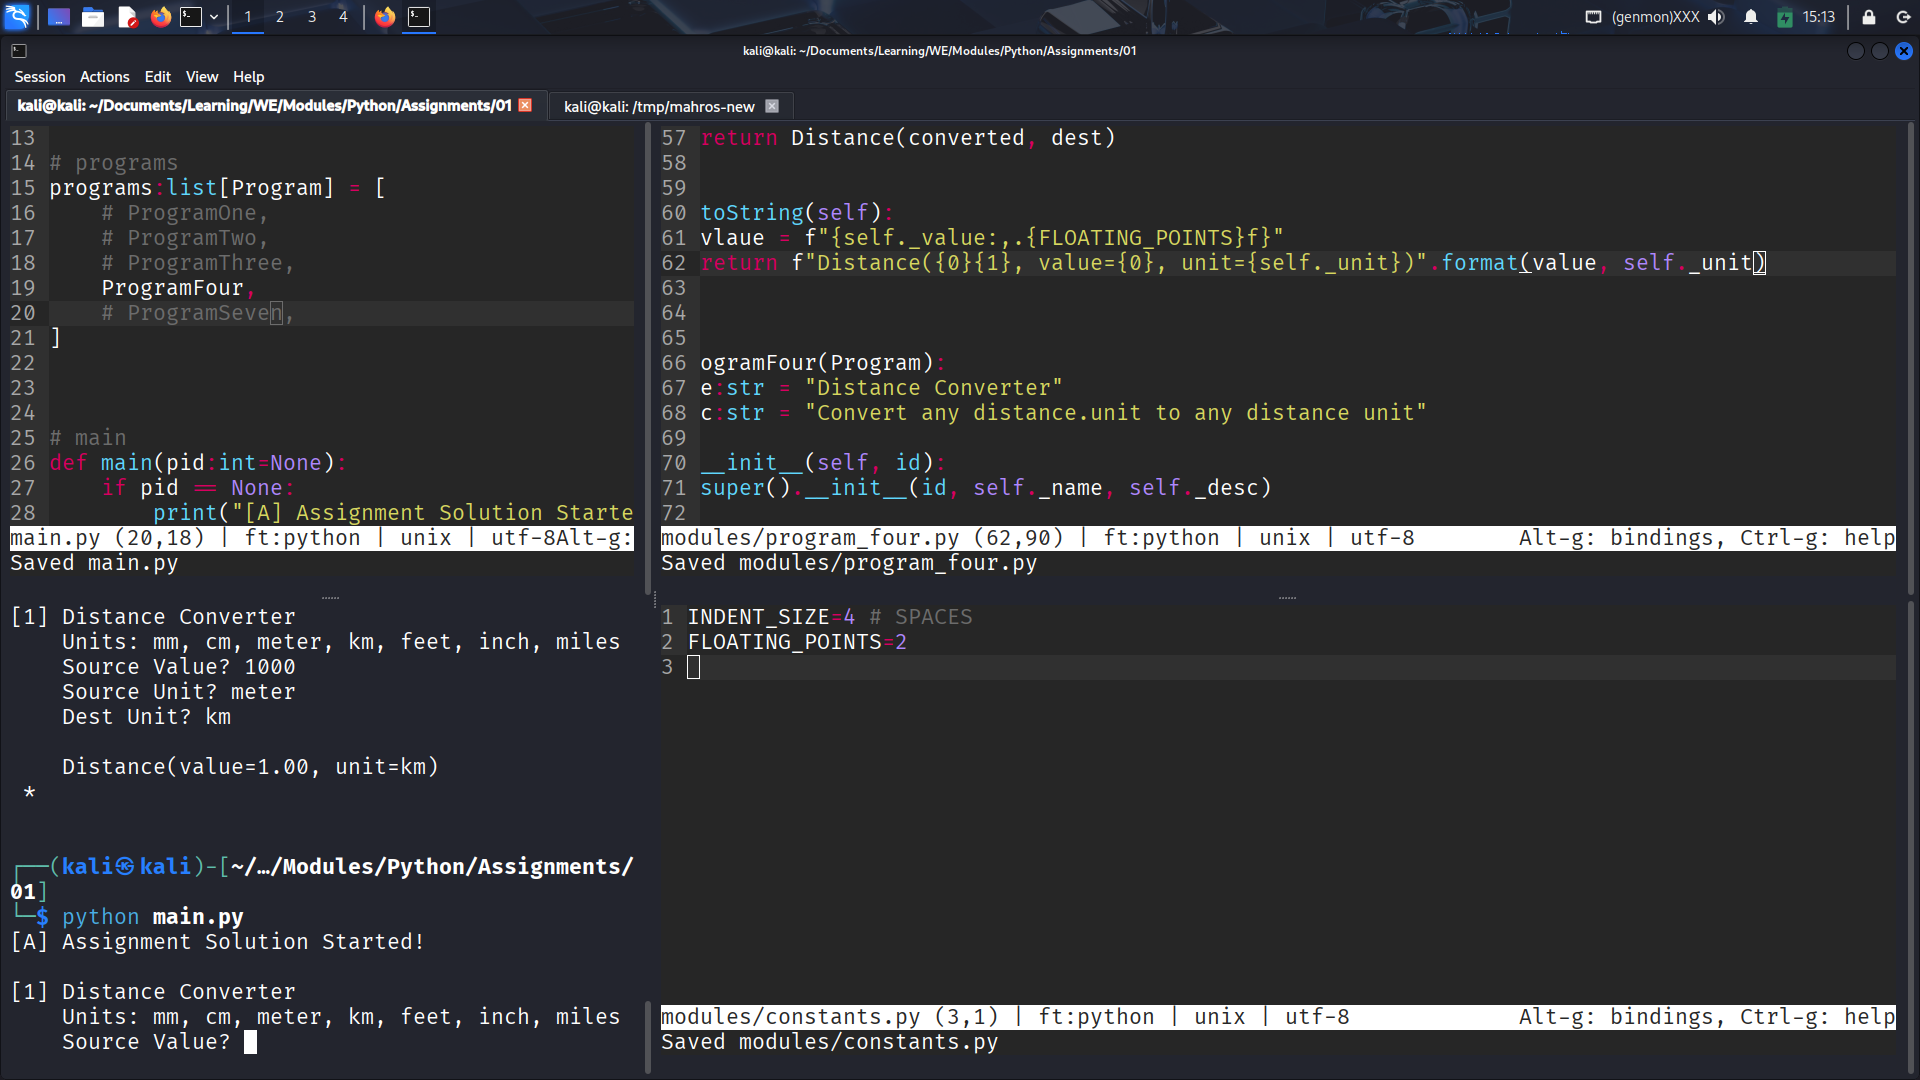 1 2 3 4 (genmon)XXX 15:13
kali@kali: ~/Documents/Learning/WE/Modules/Python/Assignments/01
Session Actions Edit View Help
kali@kali: ~/Documents/Learning/WE/Modules/Python/Assignments/01 kali@kali: /tmp/mahros-new
13
14 # programs
15 programs:list[Program] = [
16     # ProgramOne,
17     # ProgramTwo,
18     # ProgramThree,
19     ProgramFour,
20     # ProgramSeven,
21 ]
22
23
24
25 # main
26 def main(pid:int=None):
27     if pid == None:
28         print("[A] Assignment Solution Starte
main.py (20,18) | ft:python | unix | utf-8Alt-g:
Saved main.py
57 return Distance(converted, dest)
58
59
60 toString(self):
61 vlaue = f"{self._value:,.{FLOATING_POINTS}f}"
62 return f"Distance({0}{1}, value={0}, unit={self._unit})".format(value, self._unit)
63
64
65
66 ogramFour(Program):
67 e:str = "Distance Converter"
68 c:str = "Convert any distance.unit to any distance unit"
69
70 __init__(self, id):
71 super().__init__(id, self._name, self._desc)
72
modules/program_four.py (62,90) | ft:python | unix | utf-8 Alt-g: bindings, Ctrl-g: help
Saved modules/program_four.py
[1] Distance Converter
    Units: mm, cm, meter, km, feet, inch, miles
    Source Value? 1000
    Source Unit? meter
    Dest Unit? km

    Distance(value=1.00, unit=km)
 *

┌──(kali㉿kali)-[~/…/Modules/Python/Assignments/
01]
└─$ python main.py
[A] Assignment Solution Started!

[1] Distance Converter
    Units: mm, cm, meter, km, feet, inch, miles
    Source Value?
1 INDENT_SIZE=4 # SPACES
2 FLOATING_POINTS=2
3
modules/constants.py (3,1) | ft:python | unix | utf-8 Alt-g: bindings, Ctrl-g: help
Saved modules/constants.py